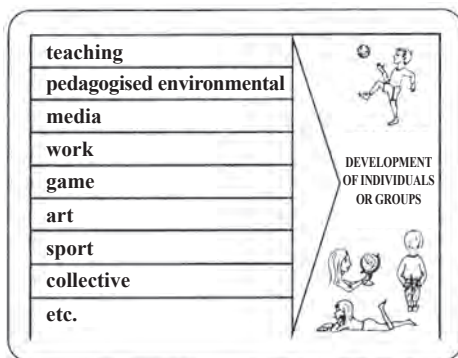 teaching
pedagogised environmental
media
work
game
art
sport
collective
etc.
DEVELOPMENT
OF INDIVIDUALS
OR GROUPS